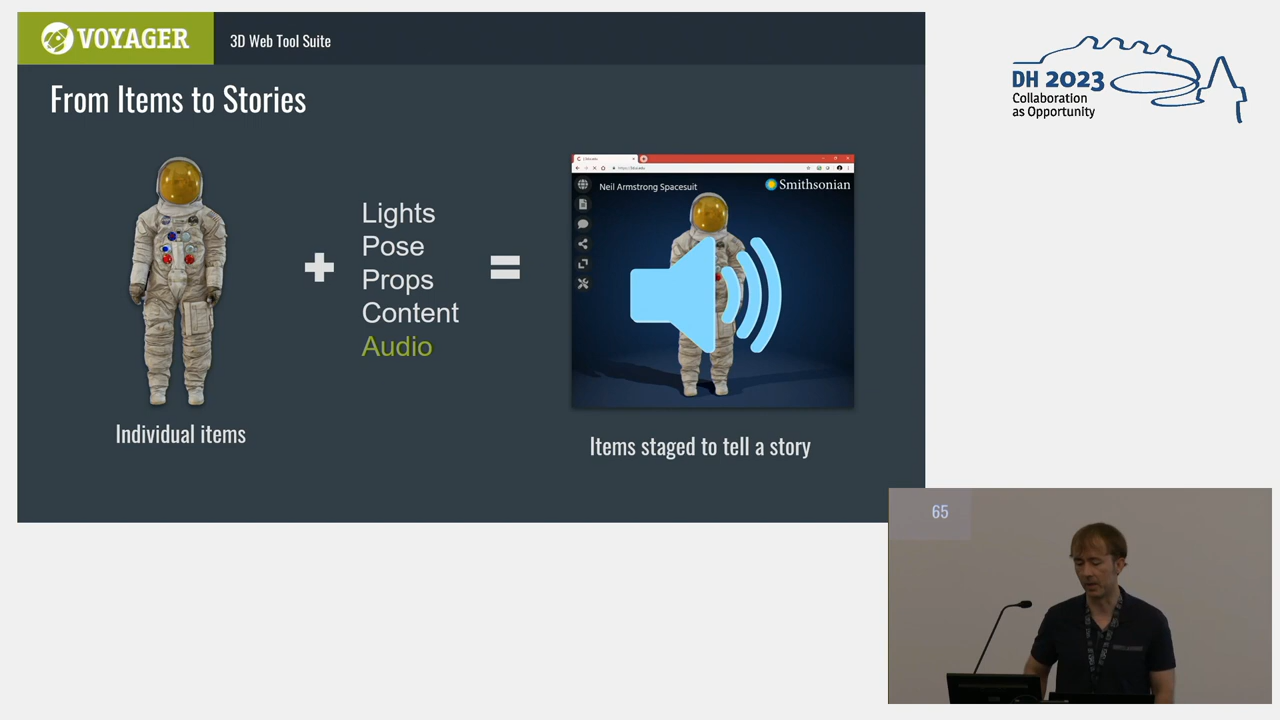 VOYAGER
3D Web Tool Suite
From Items to Stories
Lights
Pose
Props
Content
Audio
Individual items
Neil Armstrong Spacesuit
Smithsonian
Items staged to tell a story
DH 2023
Collaboration
as Opportunity
65